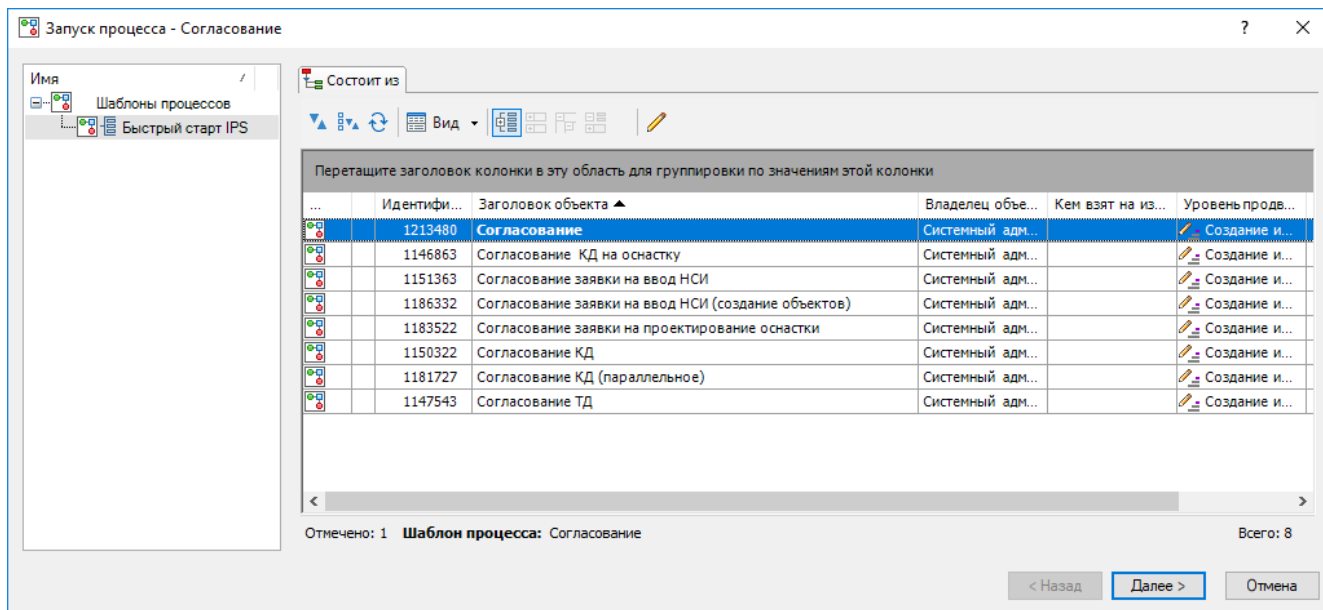 Запуск процесса - Согласование ?
Имя
Шаблоны процессов
Быстрый старт IPS
Состоит из
Вид
Перетащите заголовок колонки в эту область для группировки по значениям этой колонки
... Идентифи... Заголовок объекта Владелец объе... Кем взят на из... Уровень продв...
1213480 Согласование Системный адм... Создание и...
1146863 Согласование КД на оснастку Системный адм... Создание и...
1151363 Согласование заявки на ввод НСИ Системный адм... Создание и...
1186332 Согласование заявки на ввод НСИ (создание объектов) Системный адм... Создание и...
1183522 Согласование заявки на проектирование оснастки Системный адм... Создание и...
1150322 Согласование КД Системный адм... Создание и...
1181727 Согласование КД (параллельное) Системный адм... Создание и...
1147543 Согласование ТД Системный адм... Создание и...
Отмечено: 1 Шаблон процесса: Согласование Всего: 8
< Назад Далее > Отмена